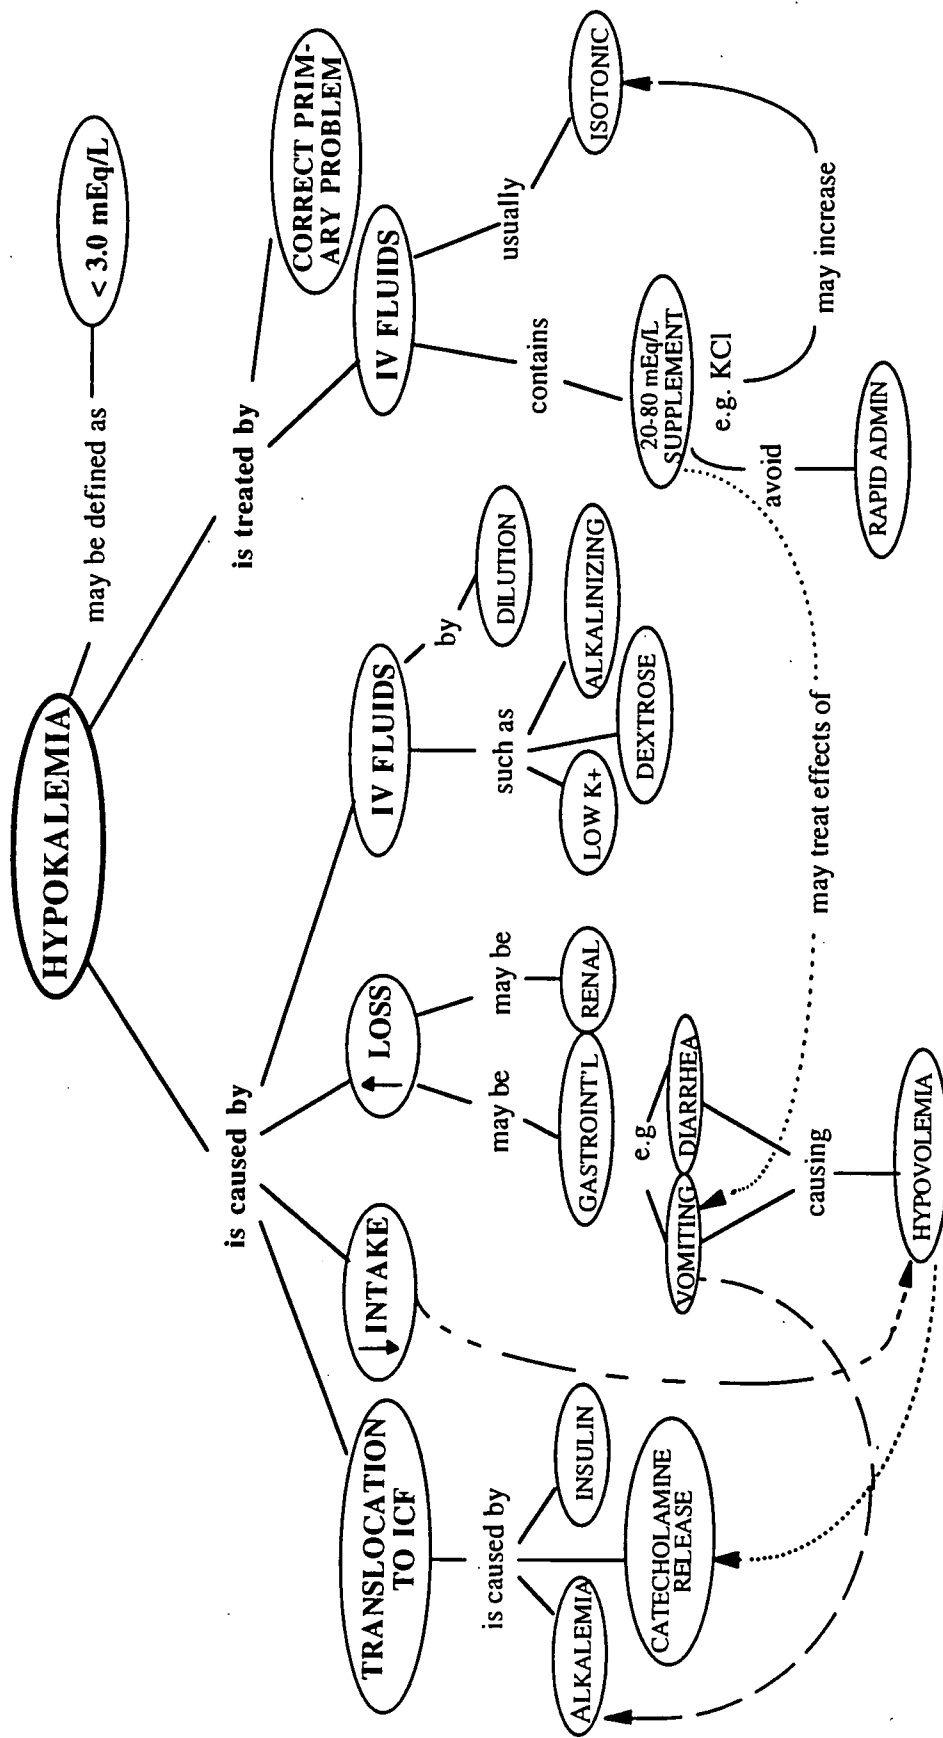 HYPOKALEMIA
may be defined as
< 3.0 mEq/L
is caused by
is treated by
TRANSLOCATION
TO ICF
↓ INTAKE
↑ LOSS
IV FLUIDS
IV FLUIDS
CORRECT PRIM-
ARY PROBLEM
is caused by
ALKALEMIA
CATECHOLAMINE
RELEASE
INSULIN
may be
may be
GASTROINT'L
RENAL
e.g
VOMITING
DIARRHEA
causing
HYPOVOLEMIA
by
DILUTION
such as
LOW K+
DEXTROSE
ALKALINIZING
contains
usually
20-80 mEq/L
SUPPLEMENT
e.g. KCl
ISOTONIC
avoid
RAPID ADMIN
may increase
may treat effects of